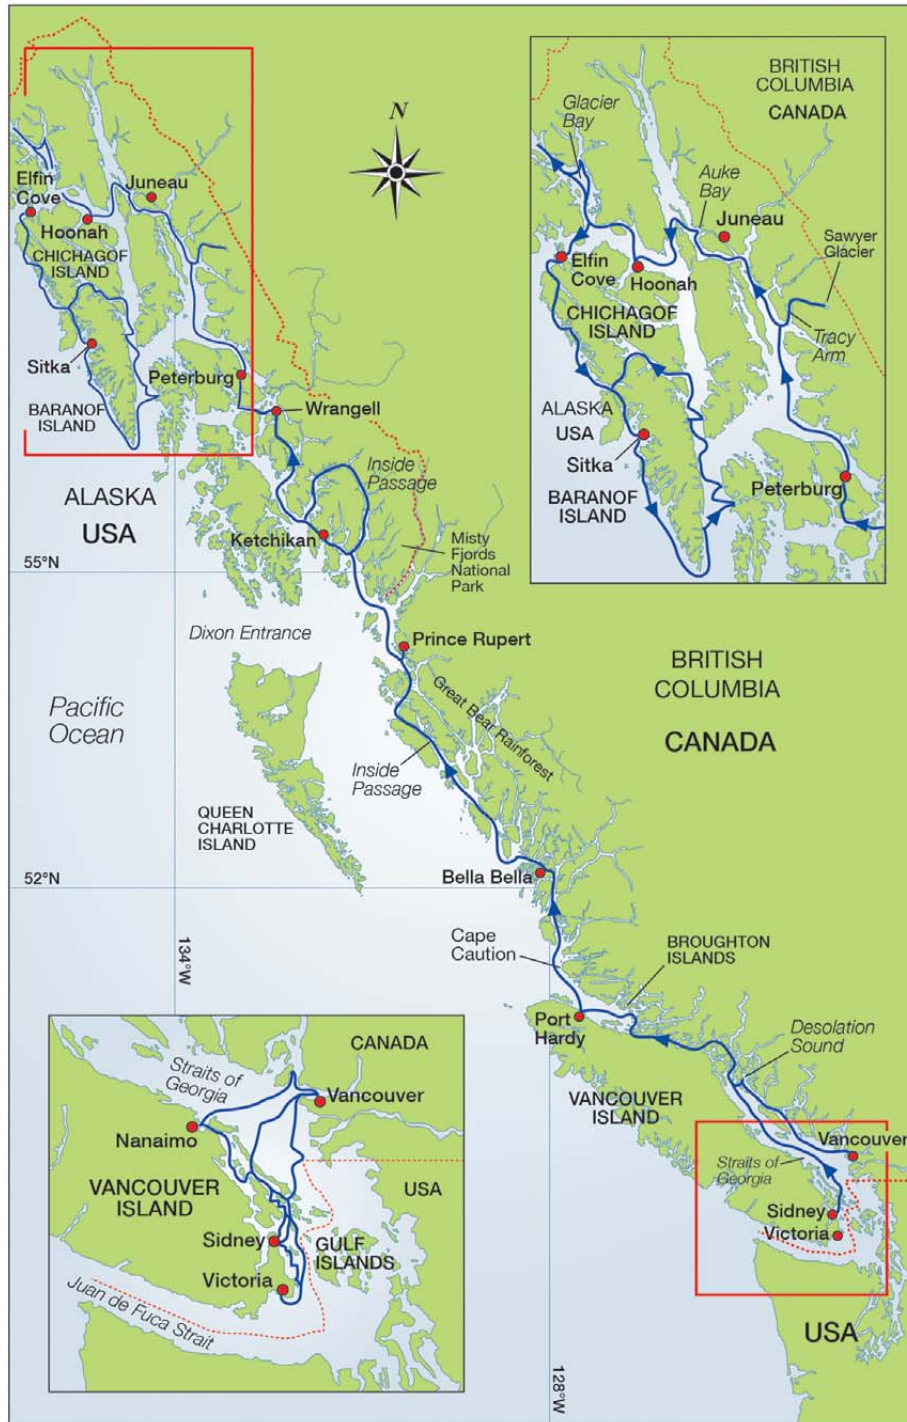 N
Elfin
Cove
Juneau
Hoonah
CHICHAGOF
ISLAND
Sitka
Peterburg
BARANOF
ISLAND
Wrangell
ALASKA
USA
Inside
Passage
Ketchikan
Misty
Fjords
National
Park
55°N
Dixon Entrance
Prince Rupert
Pacific
Ocean
Great Bear Rainforest
Inside
Passage
QUEEN
CHARLOTTE
ISLAND
BRITISH
COLUMBIA
CANADA
52°N
Bella Bella
134°W
Cape
Caution
BROUGHTON
ISLANDS
Port
Hardy
Desolation
Sound
VANCOUVER
ISLAND
Vancouver
Straits of
Georgia
Sidney
Victoria
USA
128°W
BRITISH
COLUMBIA
CANADA
Glacier
Bay
Auke
Bay
Juneau
Sawyer
Glacier
Elfin
Cove
Hoonah
CHICHAGOF
ISLAND
Tracy
Arm
ALASKA
USA
Sitka
Peterburg
BARANOF
ISLAND
CANADA
Straits of
Georgia
Vancouver
Nanaimo
VANCOUVER
ISLAND
USA
Sidney
GULF
ISLANDS
Victoria
Juan de Fuca Strait